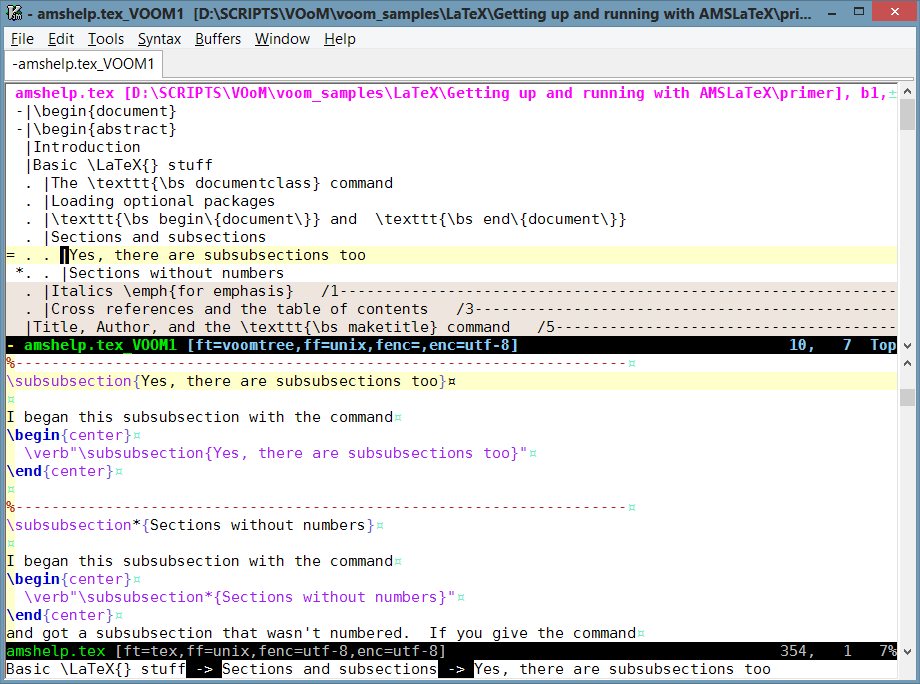 - amshelp.tex_VOOM1  [D:\SCRIPTS\VOoM\voom_samples\LaTeX\Getting up and running with AMSLaTeX\pri...
File Edit Tools Syntax Buffers Window Help
-amshelp.tex_VOOM1
 amshelp.tex [D:\SCRIPTS\VOoM\voom_samples\LaTeX\Getting up and running with AMSLaTeX\primer], b1,±
 -|\begin{document}
 -|\begin{abstract}
  |Introduction
  |Basic \LaTeX{} stuff
  . |The \texttt{\bs documentclass} command
  . |Loading optional packages
  . |\texttt{\bs begin\{document\}} and  \texttt{\bs end\{document\}}
  . |Sections and subsections
= . . |Yes, there are subsubsections too
 *. . |Sections without numbers
  . |Italics \emph{for emphasis}   /1--------------------------------------------------------------
  . |Cross references and the table of contents   /3-----------------------------------------------
  |Title, Author, and the \texttt{\bs maketitle} command   /5--------------------------------------
- amshelp.tex_VOOM1 [ft=voomtree,ff=unix,fenc=,enc=utf-8]                              10,   7  Top
%--------------------------------------------------------------------¤
\subsubsection{Yes, there are subsubsections too}¤
¤
I began this subsubsection with the command¤
\begin{center}¤
  \verb"\subsubsection{Yes, there are subsubsections too}"¤
\end{center}¤
¤
%--------------------------------------------------------------------¤
\subsubsection*{Sections without numbers}¤
¤
I began this subsubsection with the command¤
\begin{center}¤
  \verb"\subsubsection*{Sections without numbers}"¤
\end{center}¤
and got a subsubsection that wasn't numbered.  If you give the command¤
amshelp.tex [ft=tex,ff=unix,fenc=utf-8,enc=utf-8]                                     354,   1   7%
Basic \LaTeX{} stuff -> Sections and subsections -> Yes, there are subsubsections too